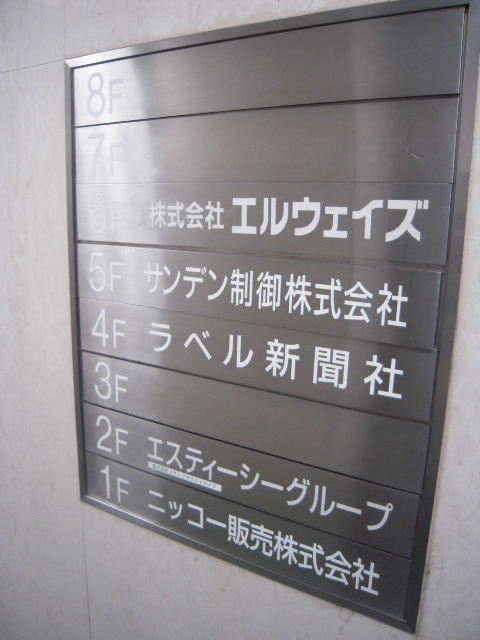 8F
7F
6F 株式会社 エルウェイズ
5F サンデン制御株式会社
4F ラベル新聞社
3F
2F エスティーシーグループ
1F ニッコー販売株式会社